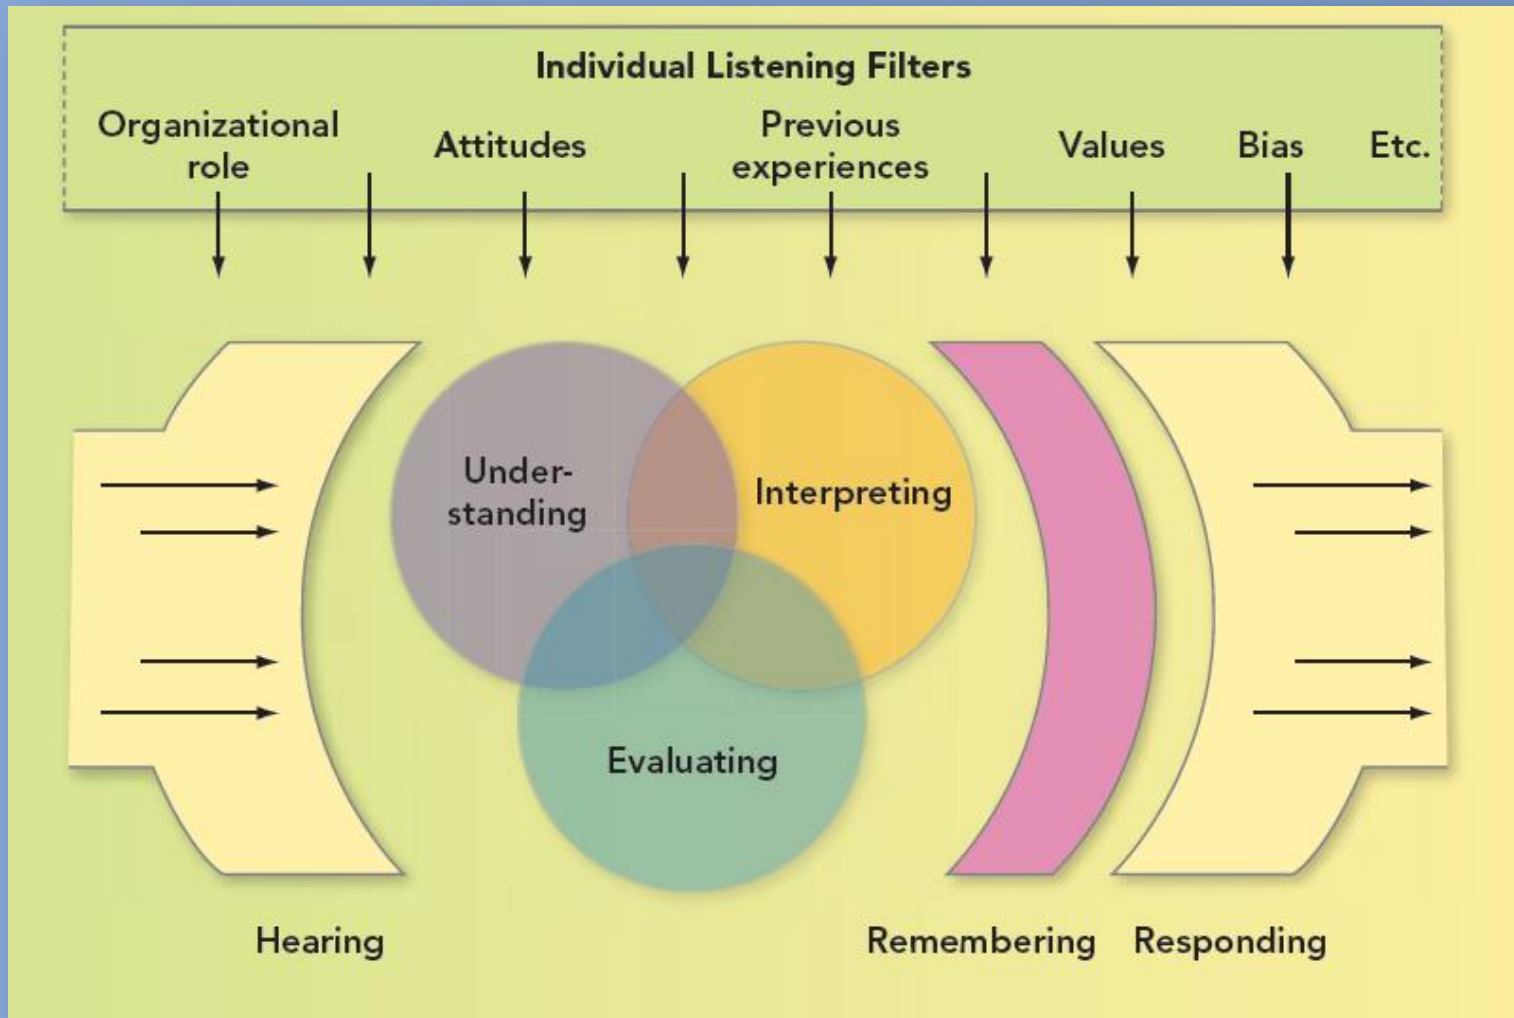 Individual Listening Filters
Organizational
role
Attitudes
Previous
experiences
Values
Bias
Etc.
Under-
standing
Interpreting
Evaluating
Hearing
Remembering
Responding